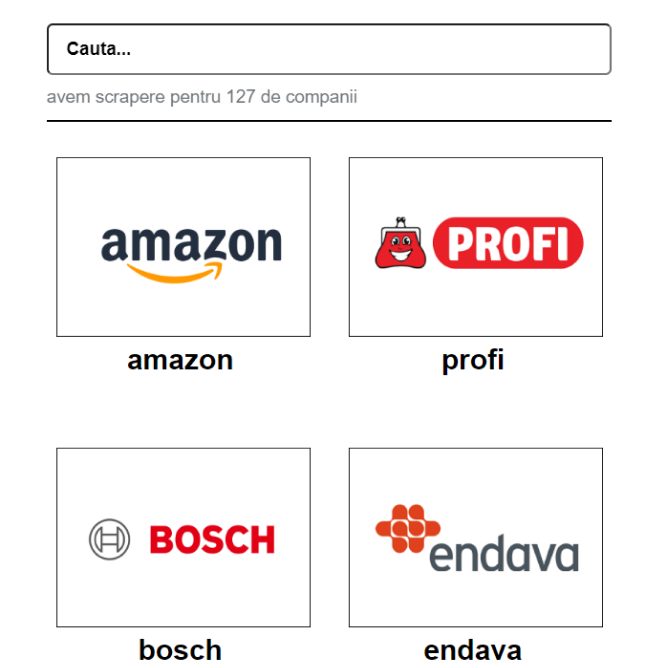 Cauta...
avem scrapere pentru 127 de companii
amazon
PROFI
amazon
profi
BOSCH
endava
bosch
endava